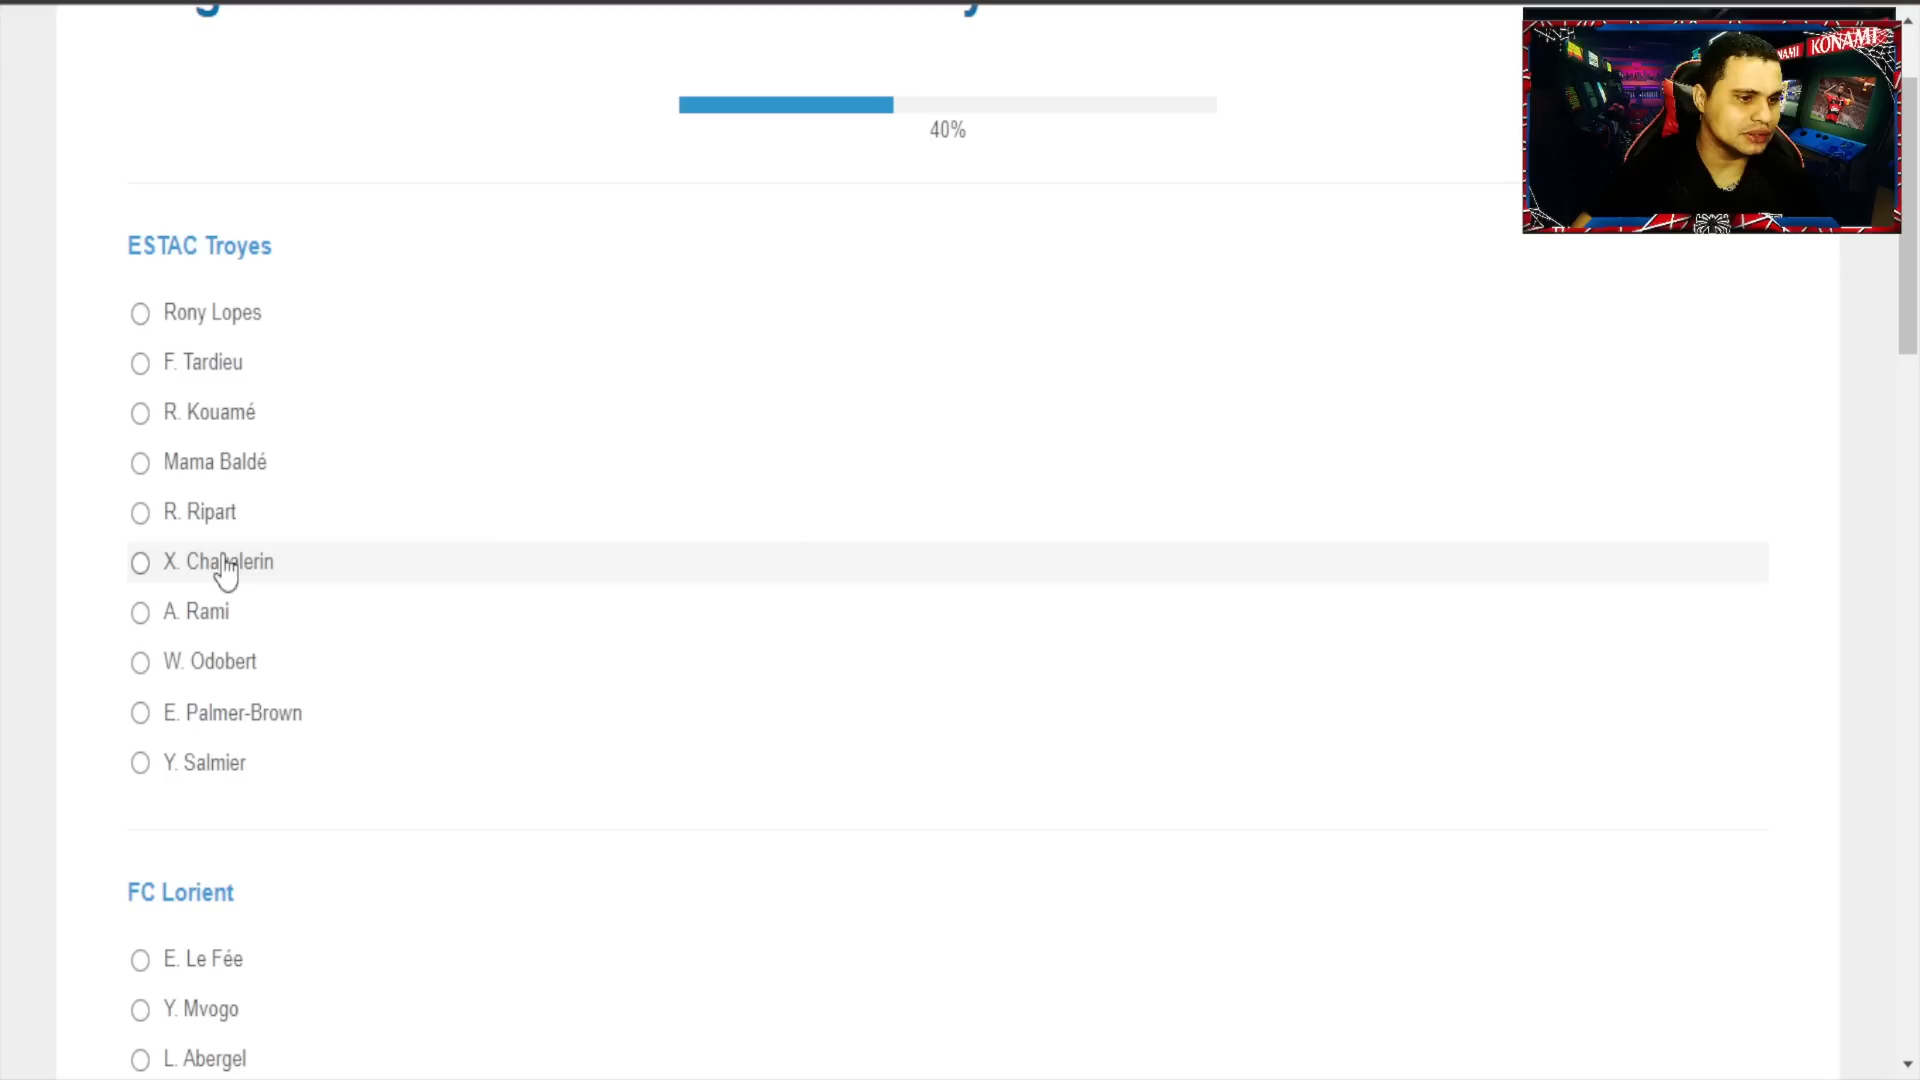 KONAMI
40%
ESTAC Troyes
Rony Lopes
F. Tardieu
R. Kouamé
Mama Baldé
R. Ripart
X. Chavalerin
A. Rami
W. Odobert
E. Palmer-Brown
Y. Salmier
FC Lorient
E. Le Fée
Y. Mvogo
L. Abergel